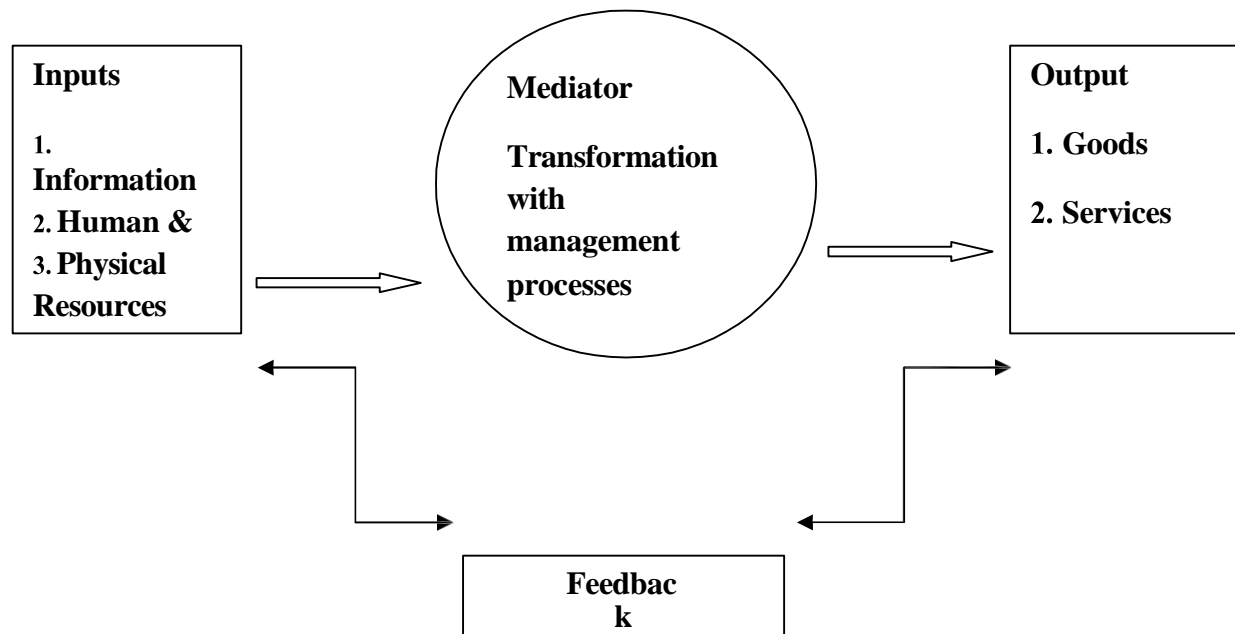 Inputs
1.
Information
2. Human &
3. Physical
Resources
Mediator
Transformation
with
management
processes
Output
1. Goods
2. Services
Feedbac
k